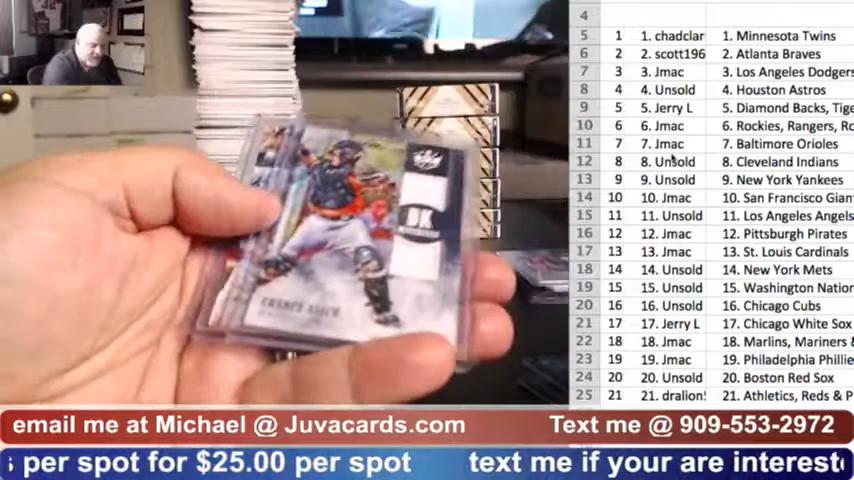 4
5 1 1. chadclar 1. Minnesota Twins
6 2 2. scott196 2. Atlanta Braves
7 3 3. Jmac 3. Los Angeles Dodgers
8 4 4. Unsold 4. Houston Astros
9 5 5. Jerry L 5. Diamond Backs, Tige
10 6 6. Jmac 6. Rockies, Rangers, Ro
11 7 7. Jmac 7. Baltimore Orioles
12 8 8. Unsold 8. Cleveland Indians
13 9 9. Unsold 9. New York Yankees
14 10 10. Jmac 10. San Francisco Giant
15 11 11. Unsold 11. Los Angeles Angels
16 12 12. Jmac 12. Pittsburgh Pirates
17 13 13. Jmac 13. St. Louis Cardinals
18 14 14. Unsold 14. New York Mets
19 15 15. Unsold 15. Washington Nation
20 16 16. Unsold 16. Chicago Cubs
21 17 17. Jerry L 17. Chicago White Sox
22 18 18. Jmac 18. Marlins, Mariners &
23 19 19. Jmac 19. Philadelphia Phillie
24 20 20. Unsold 20. Boston Red Sox
25 21 21. dralion! 21. Athletics, Reds & P
DK
email me at Michael @ Juvacards.com Text me @ 909-553-2972
s per spot for $25.00 per spot text me if your are intereste